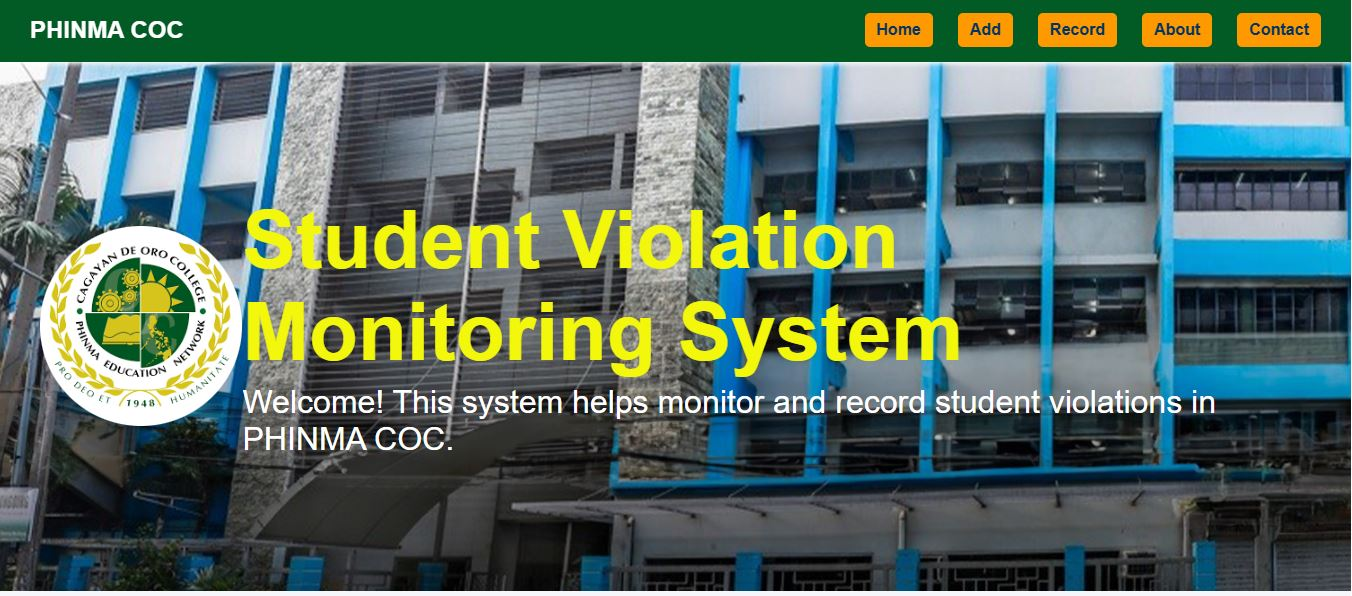 PHINMA COC
Home
Add
Record
About
Contact
Student Violation
Monitoring System
Welcome! This system helps monitor and record student violations in
PHINMA COC.
CAGAYAN DE ORO COLLEGE
PHINMA EDUCATION NETWORK
PRO DEO ET HUMANITATE
1948